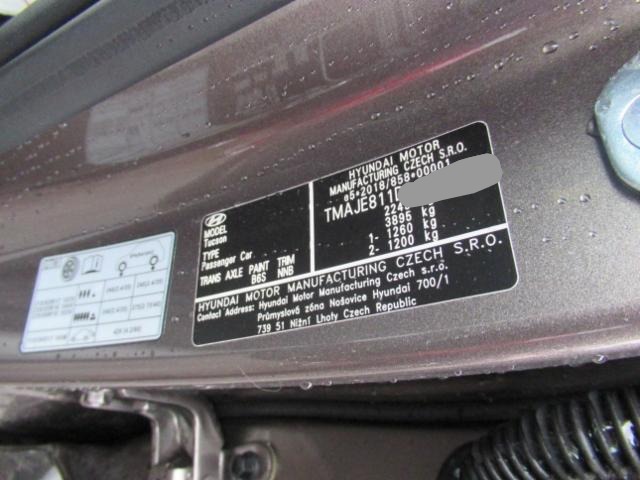 MODEL
Tucson
TYPE
Passenger Car
TRANS AXLE PAINT TRIM
B6S NNB
HYUNDAI MOTOR
MANUFACTURING CZECH S.R.O.
e5*2018/858*00001
TMAJE811
kg
3895 kg
1- 1260 kg
2- 1200 kg
HYUNDAI MOTOR MANUFACTURING CZECH S.R.O.
Contact Address: Hyundai Motor Manufacturing Czech s.r.o.
Průmyslová zóna Nošovice Hyundai 700/1
739 51 Nižní Lhoty Czech Republic